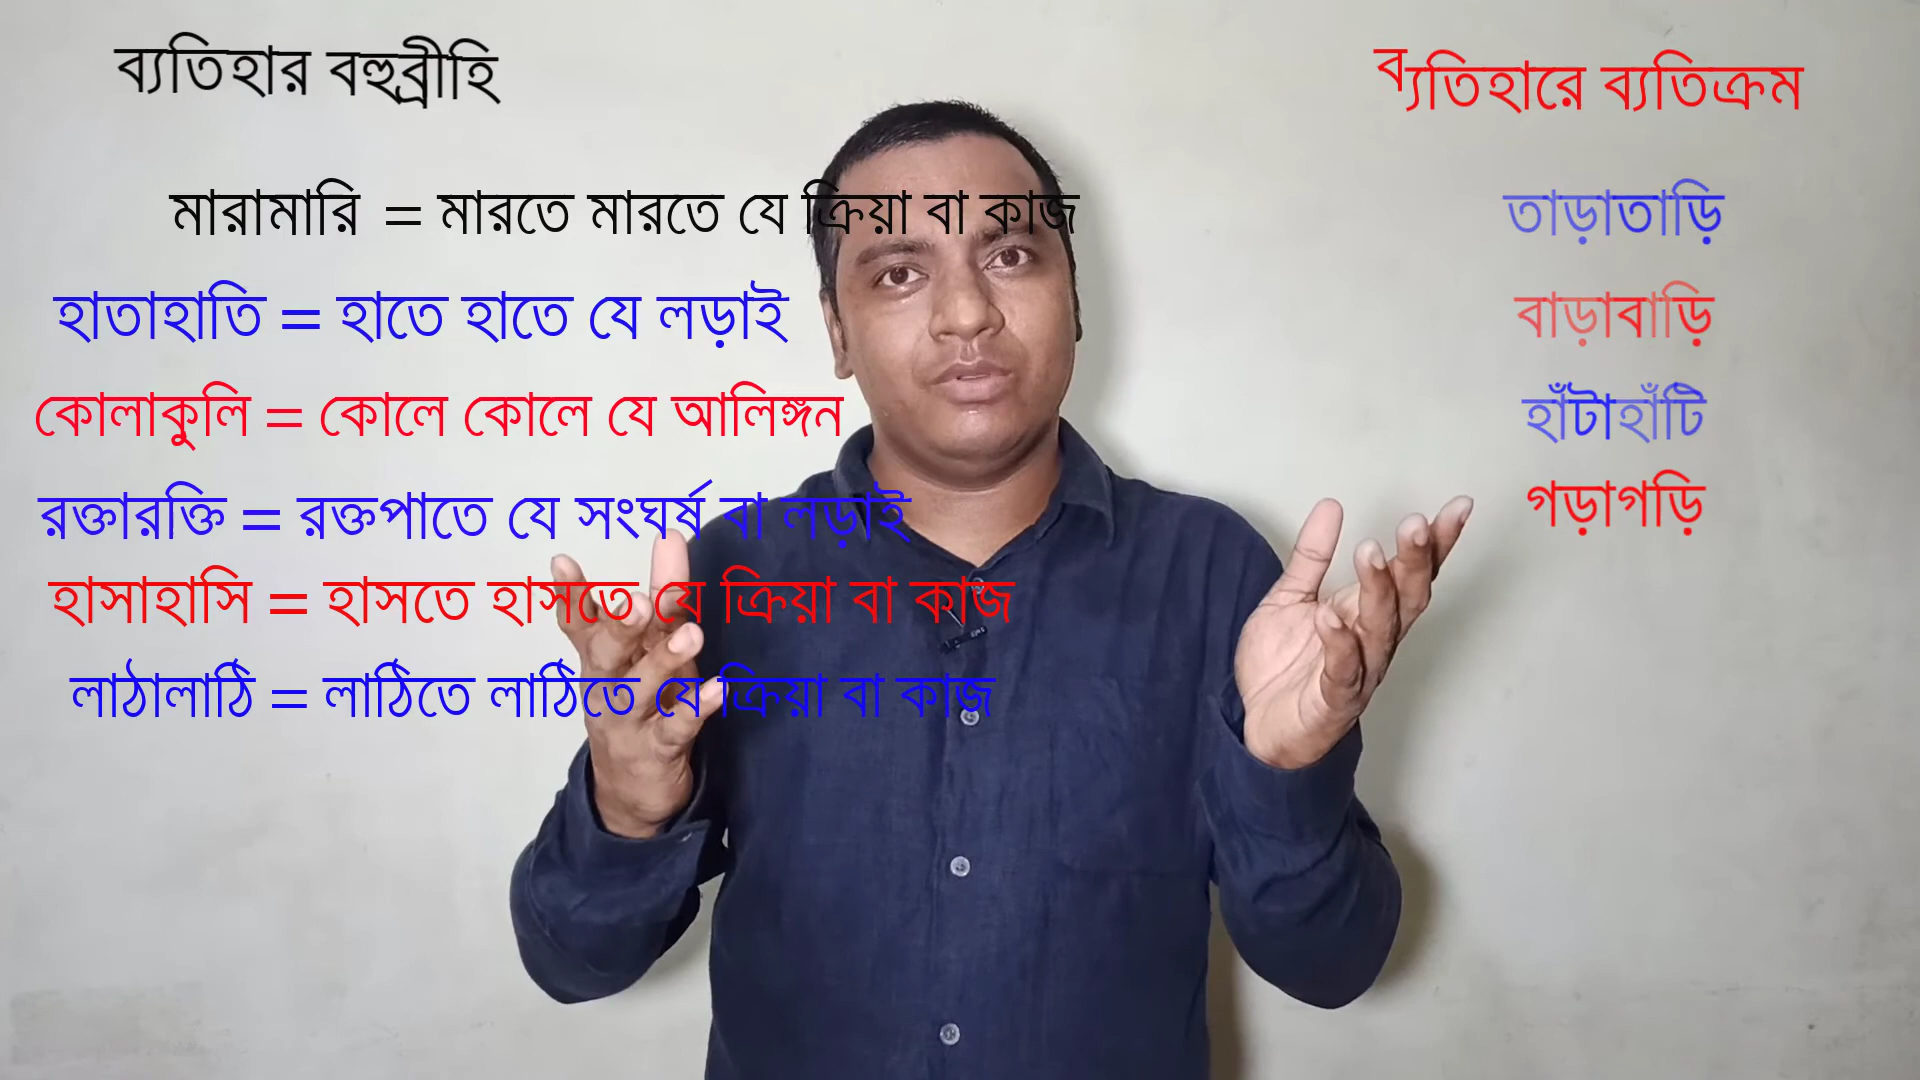 ব্যতিহার বহুব্রীহি
মারামারি = মারতে মারতে যে ক্রিয়া বা কাজ
হাতাহাতি = হাতে হাতে যে লড়াই
কোলাকুলি = কোলে কোলে যে আলিঙ্গন
রক্তারক্তি = রক্তপাতে যে সংঘর্ষ বা লড়াই
হাসাহাসি = হাসতে হাসতে যে ক্রিয়া বা কাজ
লাঠালাঠি = লাঠিতে লাঠিতে যে ক্রিয়া বা কাজ
ব্যতিহারে ব্যতিক্রম
তাড়াতাড়ি
বাড়াবাড়ি
হাঁটাহাঁটি
গড়াগড়ি